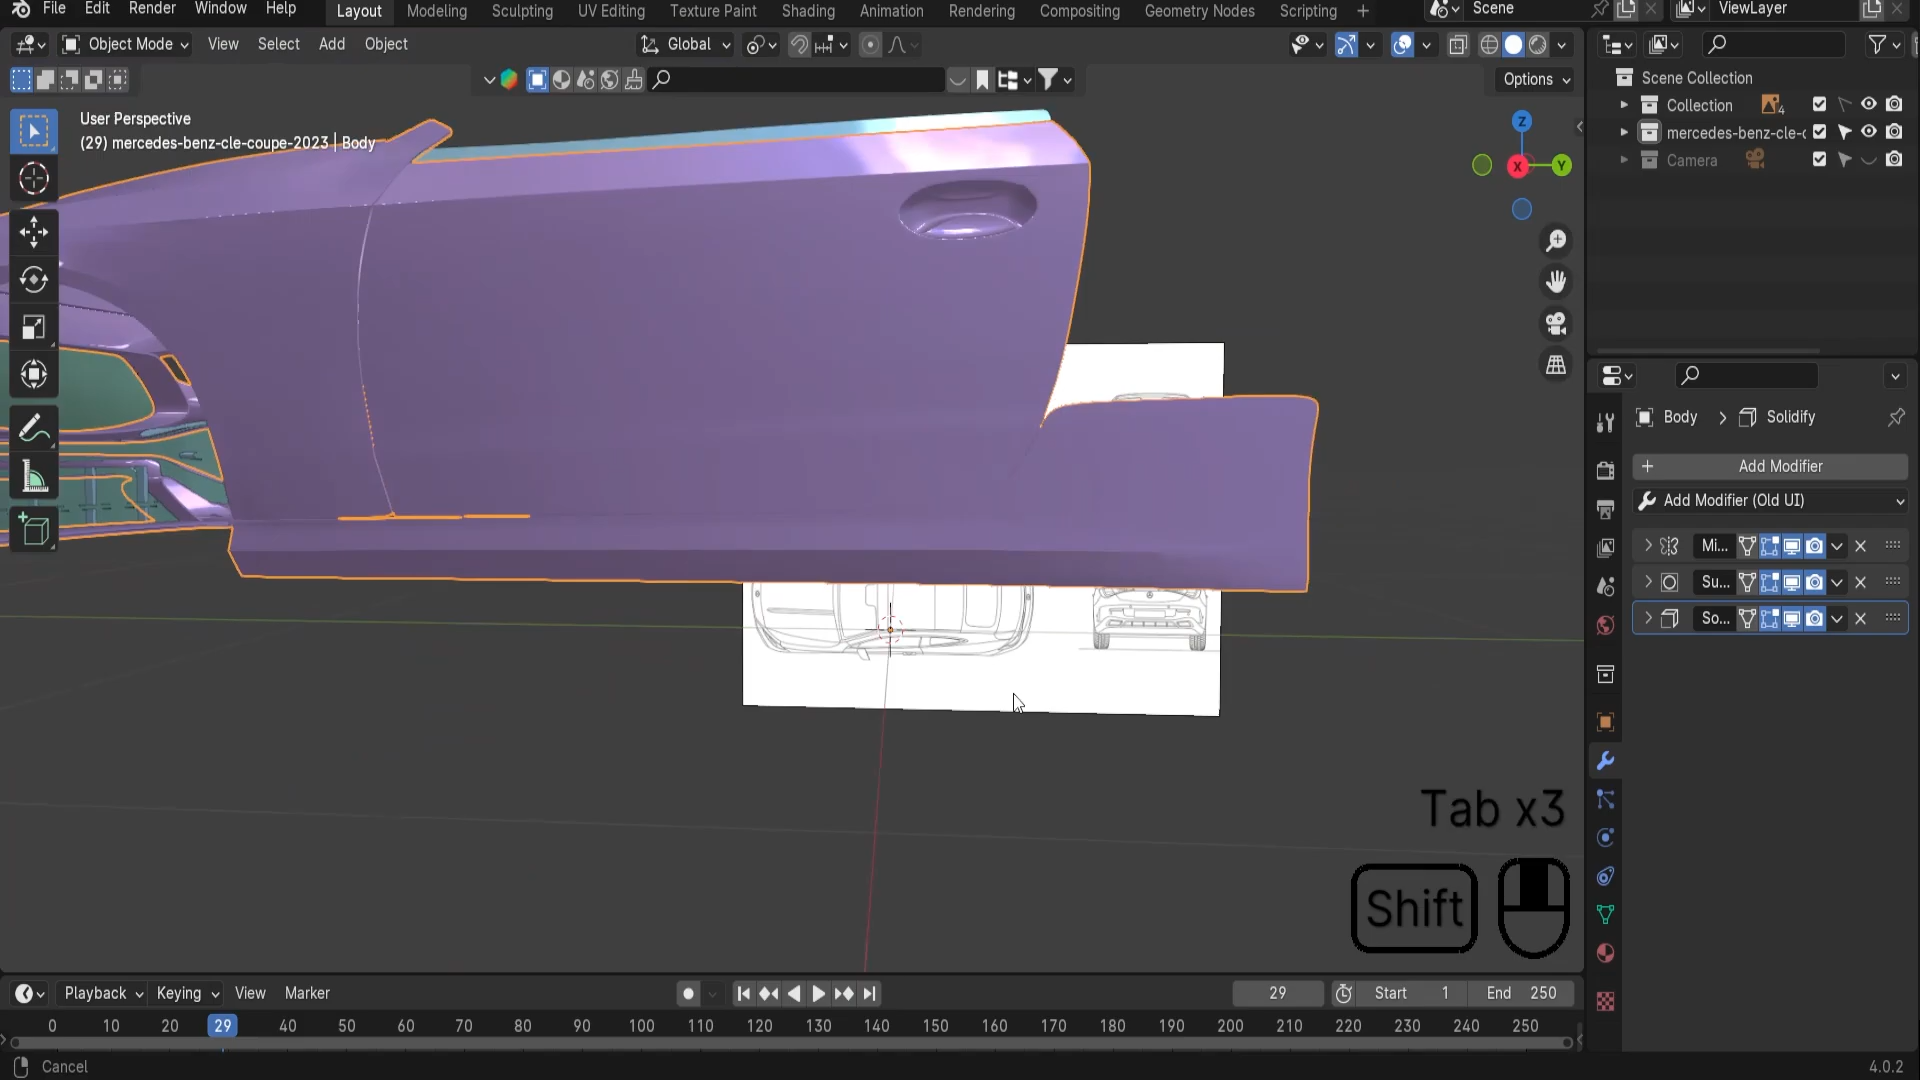 File Edit Render Window Help
Layout Modeling Sculpting UV Editing Texture Paint Shading Animation Rendering Compositing Geometry Nodes Scripting
Scene
ViewLayer
Object Mode View Select Add Object
Global
Options
User Perspective
(29) mercedes-benz-cle-coupe-2023 | Body
Z
X
Y
Scene Collection
Collection
4
mercedes-benz-cle-c
Camera
Body > Solidify
+ Add Modifier
Add Modifier (Old UI)
Mi...
Su...
So...
Tab x3
Shift
Playback Keying View Marker
29
Start 1
End 250
0 10 20 29 40 50 60 70 80 90 100 110 120 130 140 150 160 170 180 190 200 210 220 230 240 250
Cancel
4.0.2